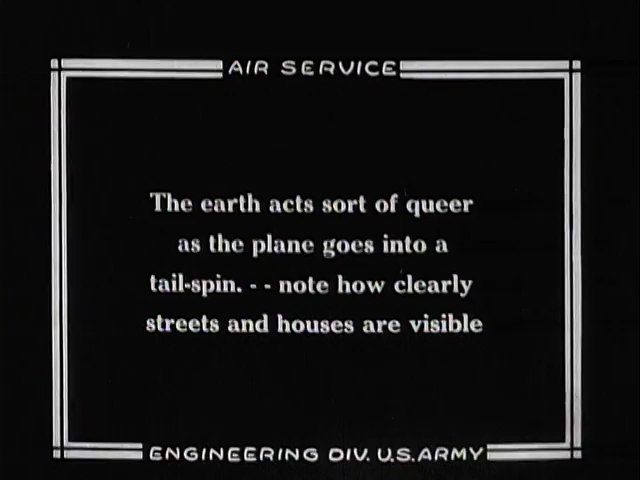 AIR SERVICE
The earth acts sort of queer
as the plane goes into a
tail-spin. - - note how clearly
streets and houses are visible
ENGINEERING DIV. U.S. ARMY